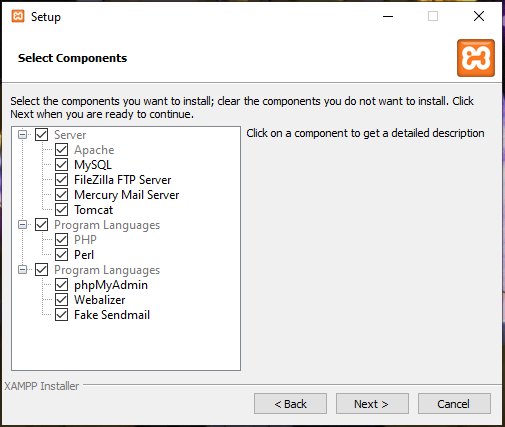 Setup
Select Components
Select the components you want to install; clear the components you do not want to install. Click
Next when you are ready to continue.
Server
Apache
MySQL
FileZilla FTP Server
Mercury Mail Server
Tomcat
Program Languages
PHP
Perl
Program Languages
phpMyAdmin
Webalizer
Fake Sendmail
Click on a component to get a detailed description
XAMPP Installer
< Back
Next >
Cancel